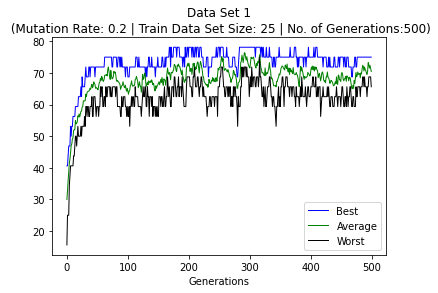 Data Set 1
(Mutation Rate: 0.2 | Train Data Set Size: 25 | No. of Generations:500)
80
70
60
50
40
30
20
0 100 200 300 400 500
Generations
Best
Average
Worst